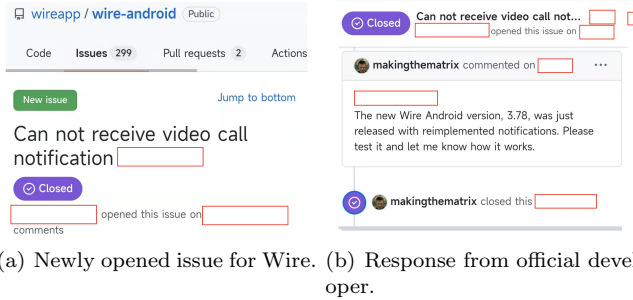 wireapp / wire-android Public
Code Issues 299 Pull requests 2 Actions
New issue Jump to bottom
Can not receive video call
notification
Closed
opened this issue on
comments
(a) Newly opened issue for Wire.
Closed Can not receive video call not...
opened this issue on
makingthematrix commented on ...
The new Wire Android version, 3.78, was just
released with reimplemented notifications. Please
test it and let me know how it works.
makingthematrix closed this
(b) Response from official devel
oper.